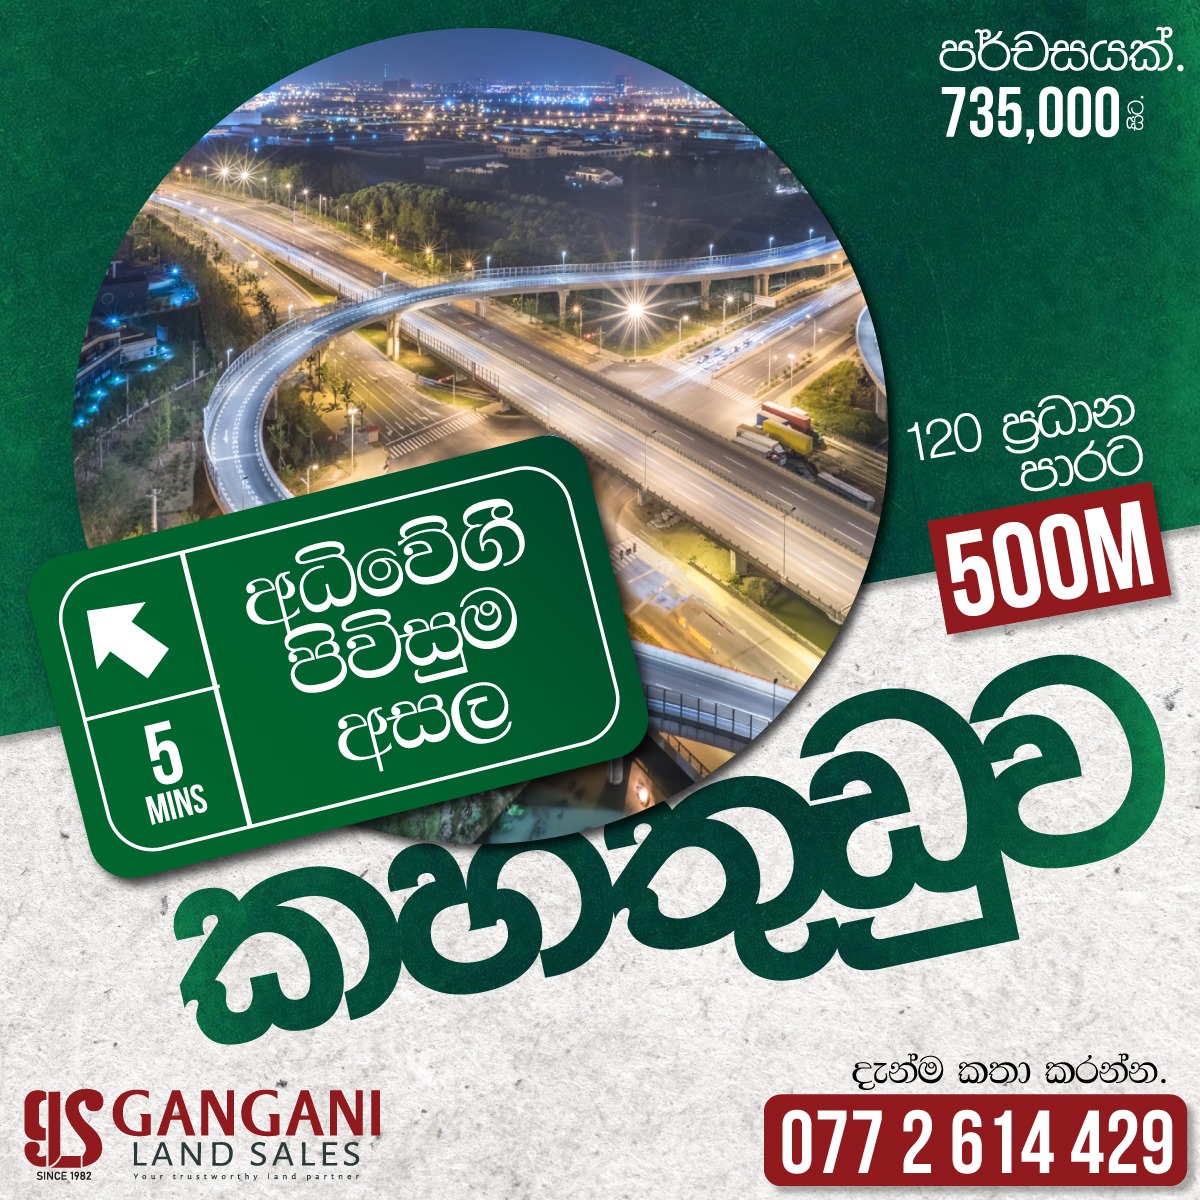 පර්චසයක්.
735,000 සිට.
120 ප්‍රධාන
පාරට
500M
අධිවේගී
පිවිසුම
අසල
5
MINS
කහතුඩුව
දැන්ම කතා කරන්න.
077 2 614 429
gLS GANGANI
LAND SALES
SINCE 1982
Your trustworthy land partner